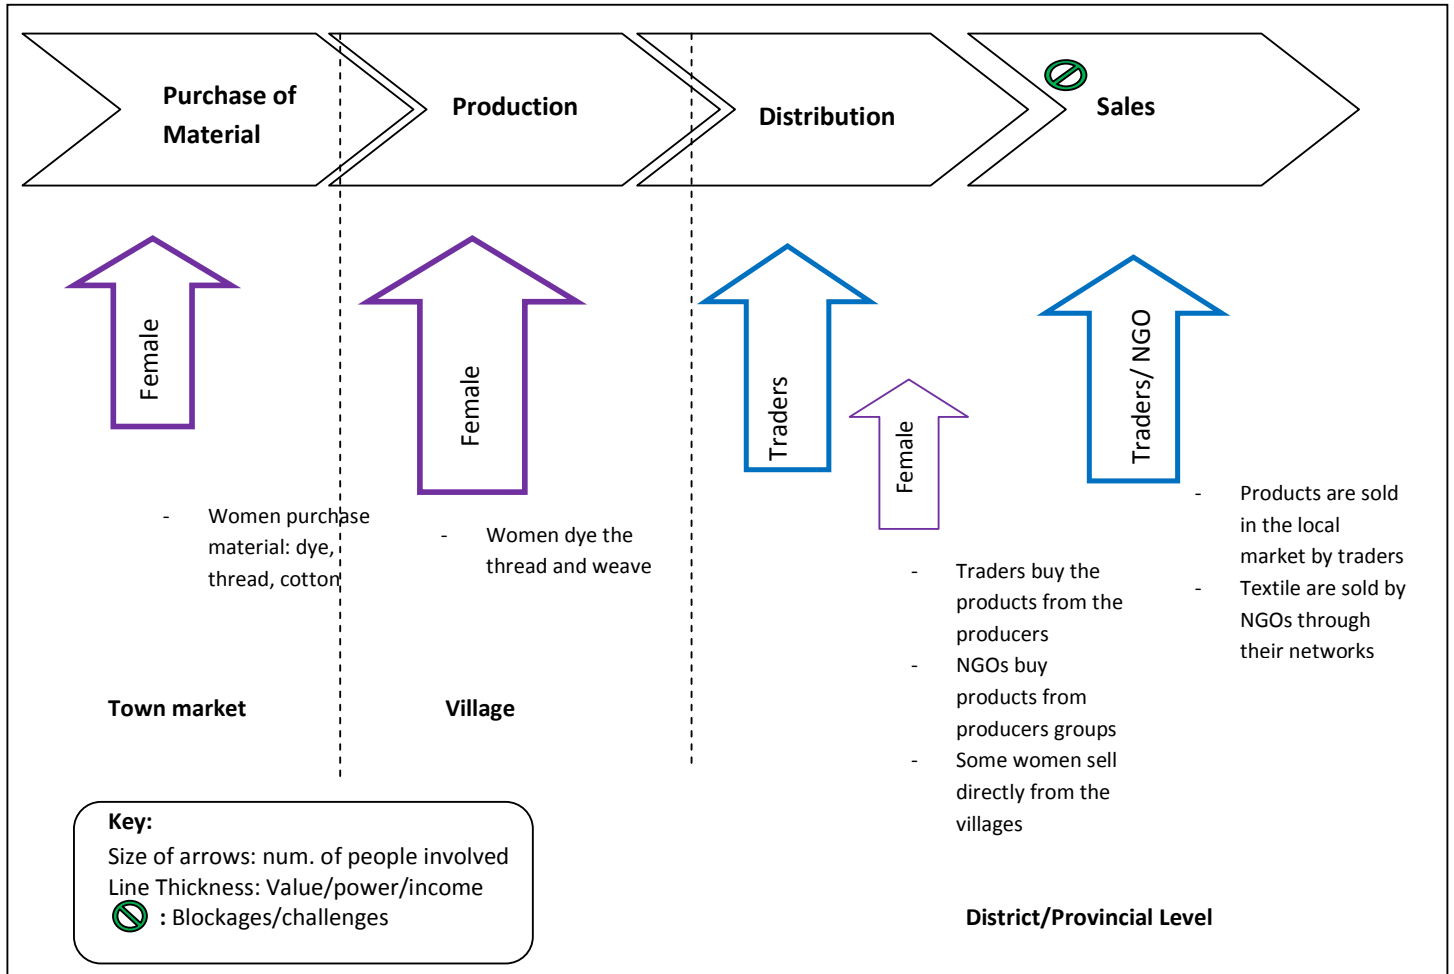 Purchase of
Material
Production
Distribution
Sales
Female
Female
Traders
Female
Traders/ NGO
- Women purchase
material: dye,
thread, cotton
- Women dye the
thread and weave
- Traders buy the
products from the
producers
- NGOs buy
products from
producers groups
- Some women sell
directly from the
villages
- Products are sold
in the local
market by traders
- Textile are sold by
NGOs through
their networks
Town market
Village
District/Provincial Level
Key:
Size of arrows: num. of people involved
Line Thickness: Value/power/income
: Blockages/challenges